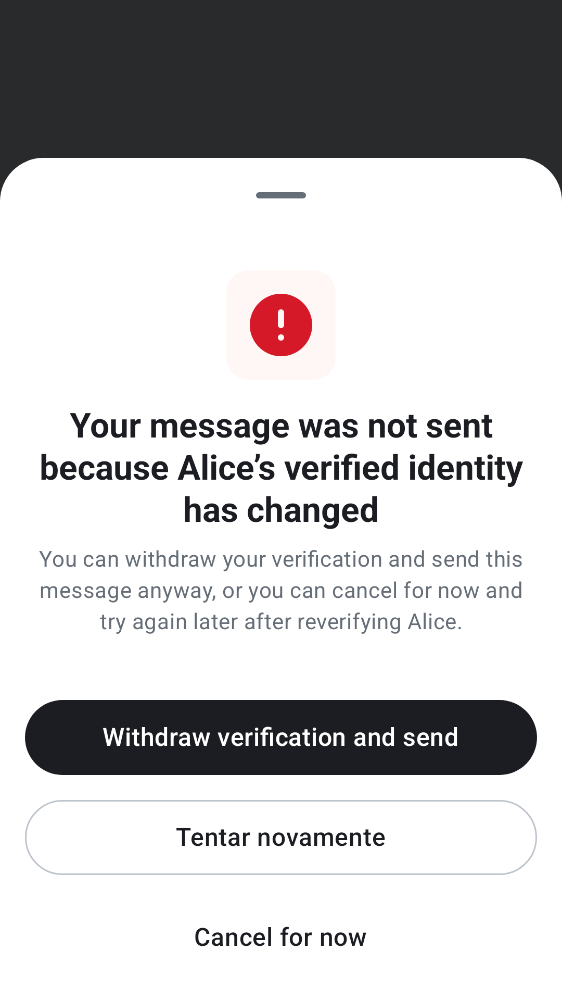 Your message was not sent
because Alice’s verified identity
has changed
You can withdraw your verification and send this
message anyway, or you can cancel for now and
try again later after reverifying Alice.
Withdraw verification and send
Tentar novamente
Cancel for now